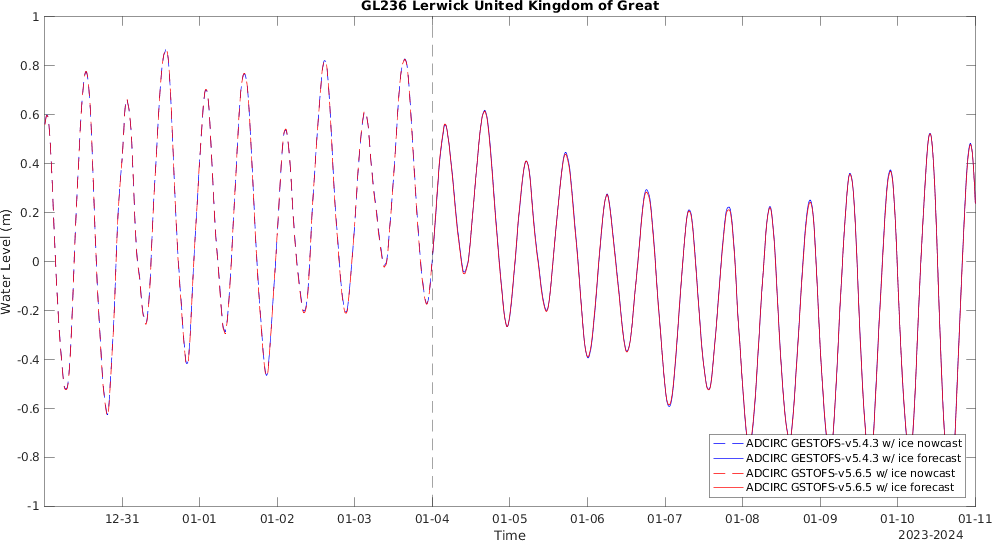 GL236 Lerwick United Kingdom of Great
1
0.8
0.6
0.4
0.2
0
-0.2
-0.4
-0.6
-0.8
-1
Water Level (m)
ADCIRC GESTOFS-v5.4.3 w/ ice nowcast
ADCIRC GESTOFS-v5.4.3 w/ ice forecast
ADCIRC GSTOFS-v5.6.5 w/ ice nowcast
ADCIRC GSTOFS-v5.6.5 w/ ice forecast
12-31 01-01 01-02 01-03 01-04 01-05 01-06 01-07 01-08 01-09 01-10 01-11
Time
2023-2024